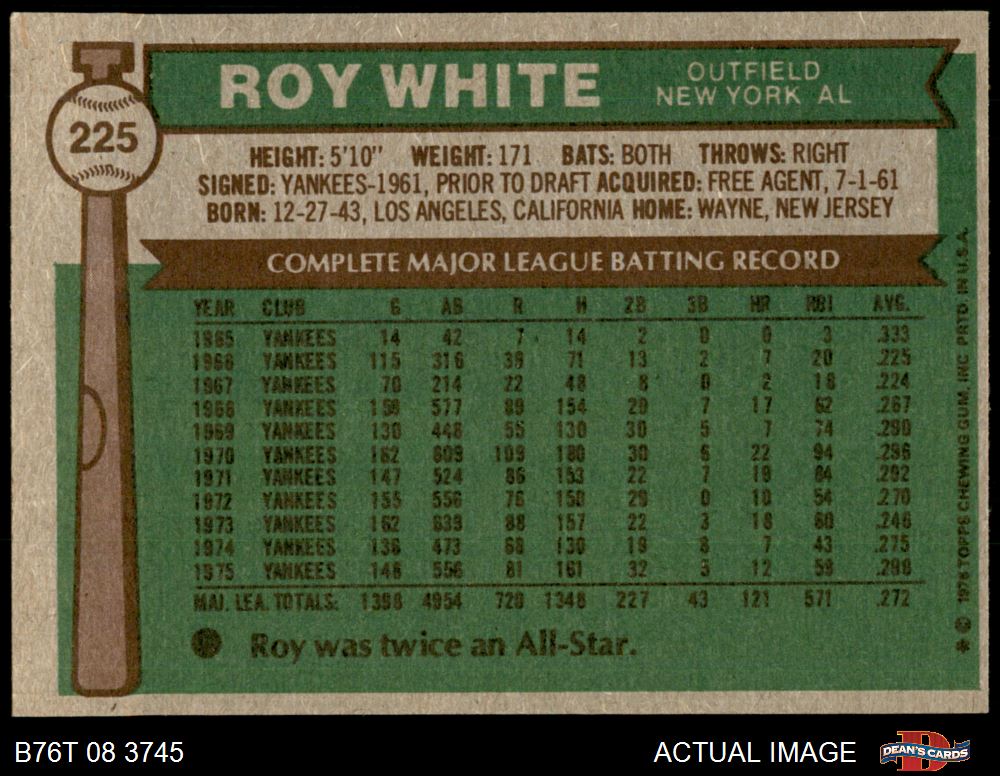 225
ROY WHITE
OUTFIELD
NEW YORK AL
HEIGHT: 5'10" WEIGHT: 171 BATS: BOTH THROWS: RIGHT
SIGNED: YANKEES-1961, PRIOR TO DRAFT ACQUIRED: FREE AGENT, 7-1-61
BORN: 12-27-43, LOS ANGELES, CALIFORNIA HOME: WAYNE, NEW JERSEY
COMPLETE MAJOR LEAGUE BATTING RECORD
YEAR CLUB G AB R H 2B 3B HR RBI AVG.
1965 YANKEES 14 42 7 14 2 0 0 3 .333
1966 YANKEES 115 316 39 71 13 2 7 20 .225
1967 YANKEES 70 214 22 48 8 0 2 18 .224
1968 YANKEES 159 577 89 154 20 7 17 62 .267
1969 YANKEES 130 448 55 130 30 5 7 74 .290
1970 YANKEES 162 609 109 180 30 6 22 94 .296
1971 YANKEES 147 524 86 153 22 7 19 84 .292
1972 YANKEES 155 556 76 150 29 0 10 54 .270
1973 YANKEES 162 639 88 157 22 3 18 60 .246
1974 YANKEES 136 473 68 130 19 8 7 43 .275
1975 YANKEES 148 556 81 161 32 3 12 59 .290
MAJ. LEA. TOTALS: 1398 4954 720 1348 227 43 121 571 .272
Roy was twice an All-Star.
* © 1976 TOPPS CHEWING GUM, INC. PRTD. IN U.S.A.
B76T 08 3745
ACTUAL IMAGE
D
DEAN'S CARDS